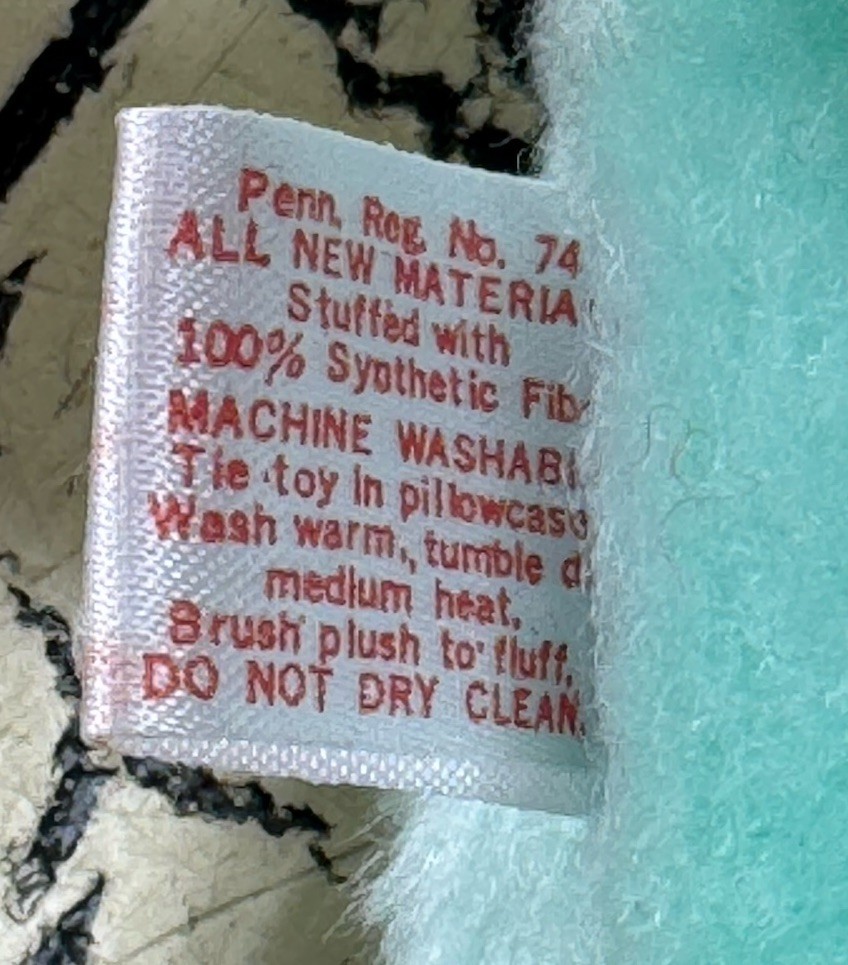 Penn. Reg. No. 74
ALL NEW MATERIA
Stuffed with
100% Synthetic Fib
MACHINE WASHAB
Tie toy in pillowcase
Wash warm, tumble d
medium heat.
Brush plush to fluff.
DO NOT DRY CLEAN.